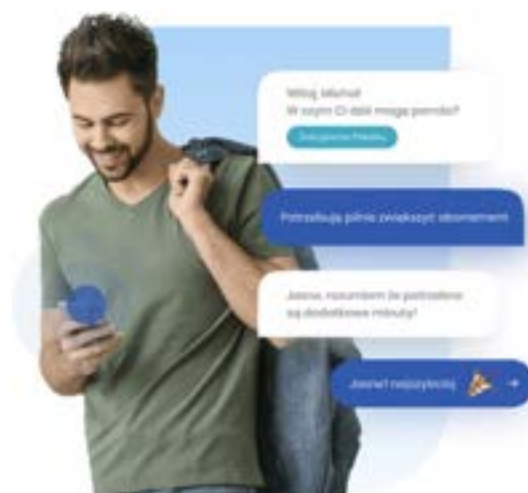 Witaj, Michał
W czym Ci dziś mogę pomóc?
Potrzebuję pilnie zwiększyć abonament
Jasne, rozumiem że potrzebne
są dodatkowe minuty!
Jasne!